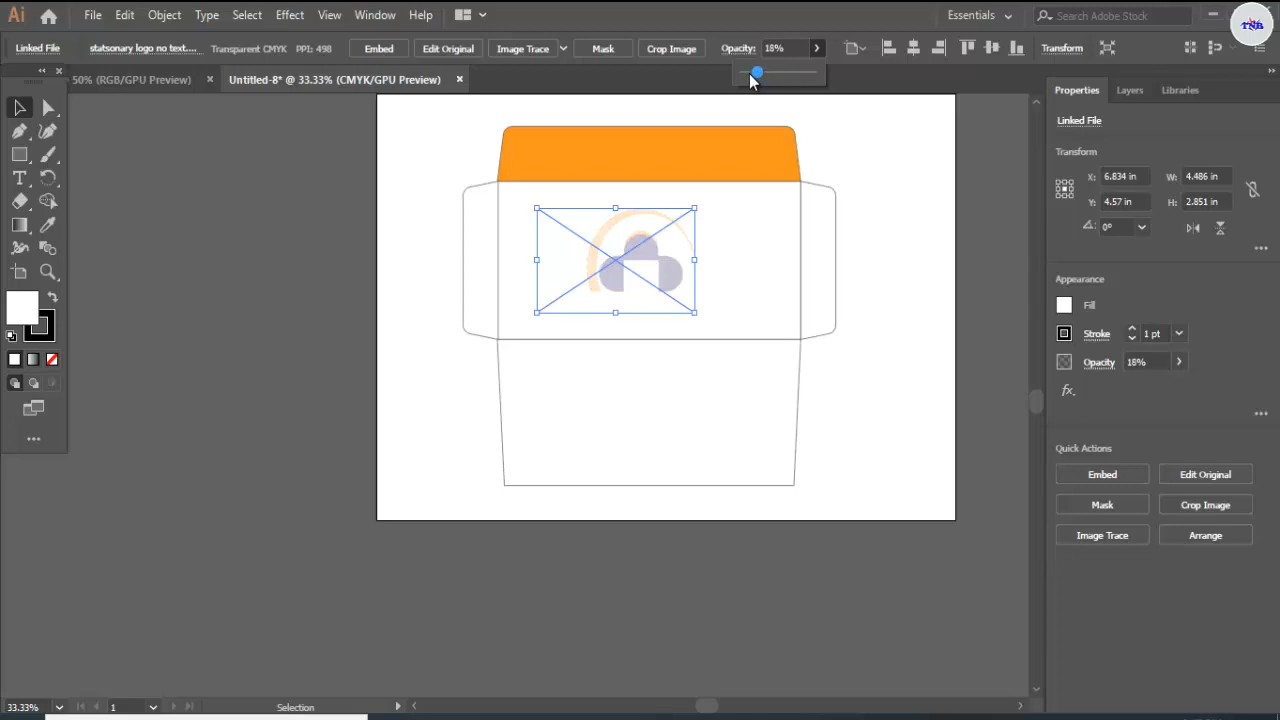 Ai File Edit Object Type Select Effect View Window Help Essentials Search Adobe Stock
TNB
Linked File statsonary logo no text.... Transparent CMYK PPI: 498 Embed Edit Original Image Trace Mask Crop Image Opacity: 18% Transform
50% (RGB/GPU Preview) × Untitled-8* @ 33.33% (CMYK/GPU Preview) ×
Properties Layers Libraries
Linked File
Transform
X: 6.834 in W: 4.486 in
Y: 4.57 in H: 2.851 in
0°
Appearance
Fill
Stroke 1 pt
Opacity 18%
fx.
Quick Actions
Embed Edit Original
Mask Crop Image
Image Trace Arrange
33.33% 1 Selection